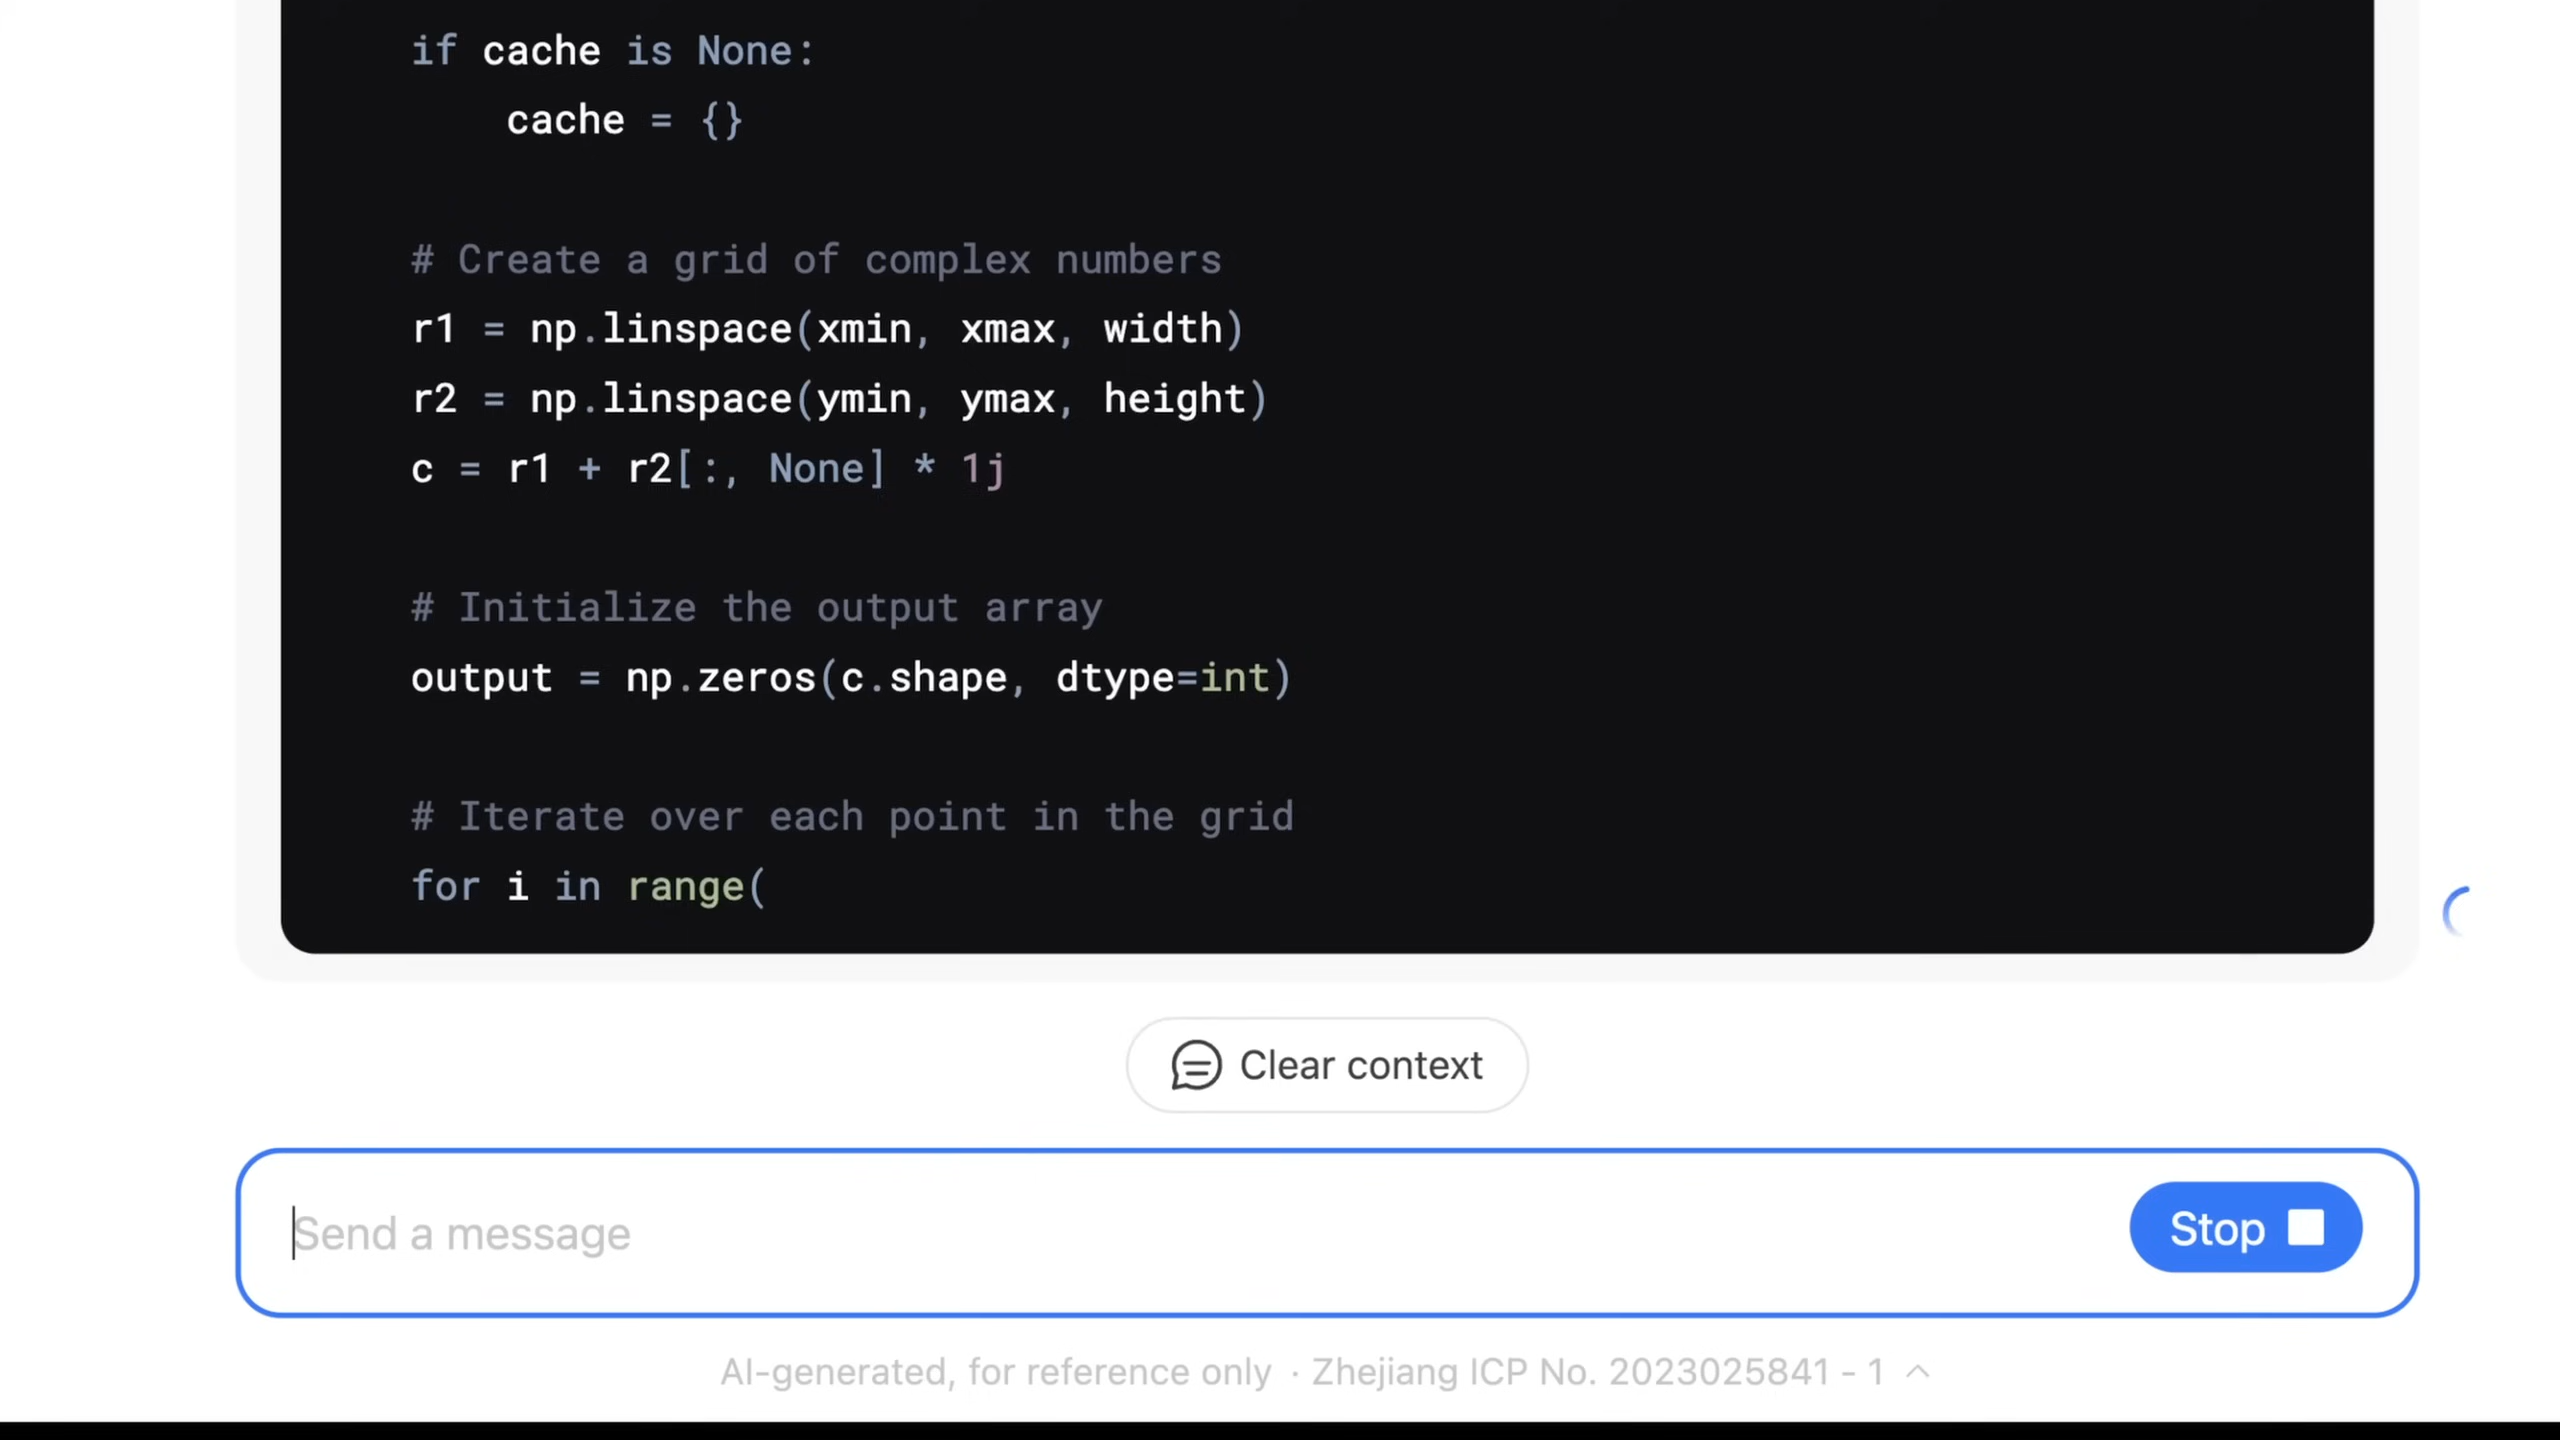 if cache is None:
    cache = {}
# Create a grid of complex numbers
r1 = np.linspace(xmin, xmax, width)
r2 = np.linspace(ymin, ymax, height)
c = r1 + r2[:, None] * 1j
# Initialize the output array
output = np.zeros(c.shape, dtype=int)
# Iterate over each point in the grid
for i in range(
Clear context
Send a message
Stop
AI-generated, for reference only · Zhejiang ICP No. 2023025841 - 1